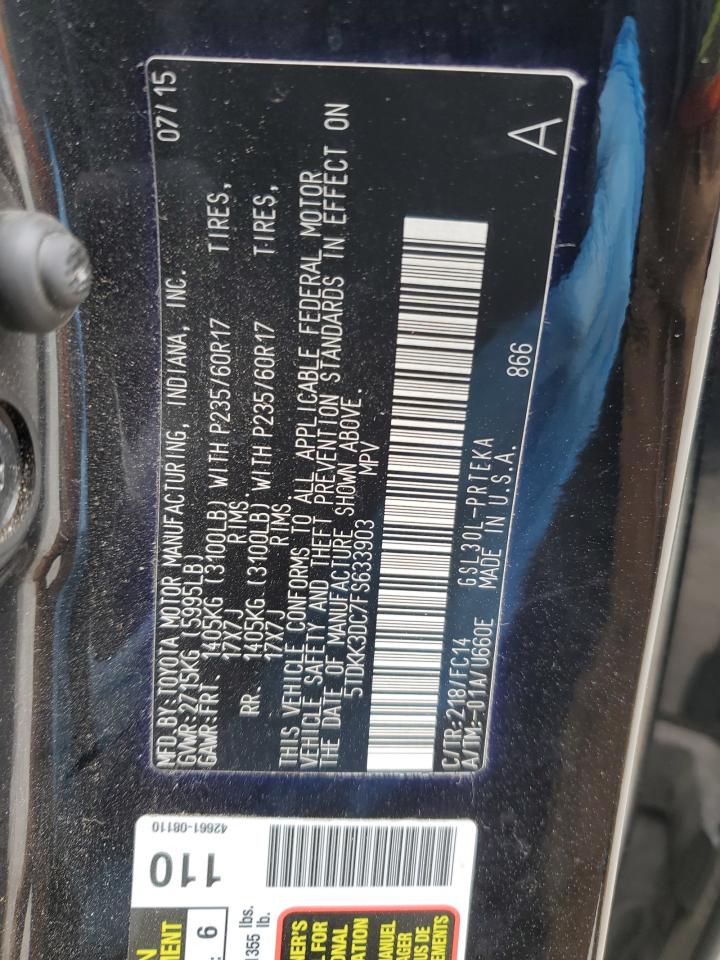 MFD.BY:TOYOTA MOTOR MANUFACTURING, INDIANA, INC. 07/15
GVWR:2715KG (5995LB)
GAWR:FRT. 1405KG (3100LB) WITH P235/60R17 TIRES,
17X7J RIMS.
RR. 1405KG (3100LB) WITH P235/60R17 TIRES,
17X7J RIMS.
THIS VEHICLE CONFORMS TO ALL APPLICABLE FEDERAL MOTOR
VEHICLE SAFETY AND THEFT PREVENTION STANDARDS IN EFFECT ON
THE DATE OF MANUFACTURE SHOWN ABOVE.
5TDKK3DC7FS633903 MPV
C/TR:218/FC14 GSL30L-PRTEKA 866 A
A/TM:-01A/U660E MADE IN U.S.A.
42661-08110
110
6
1355 lbs.
lb.